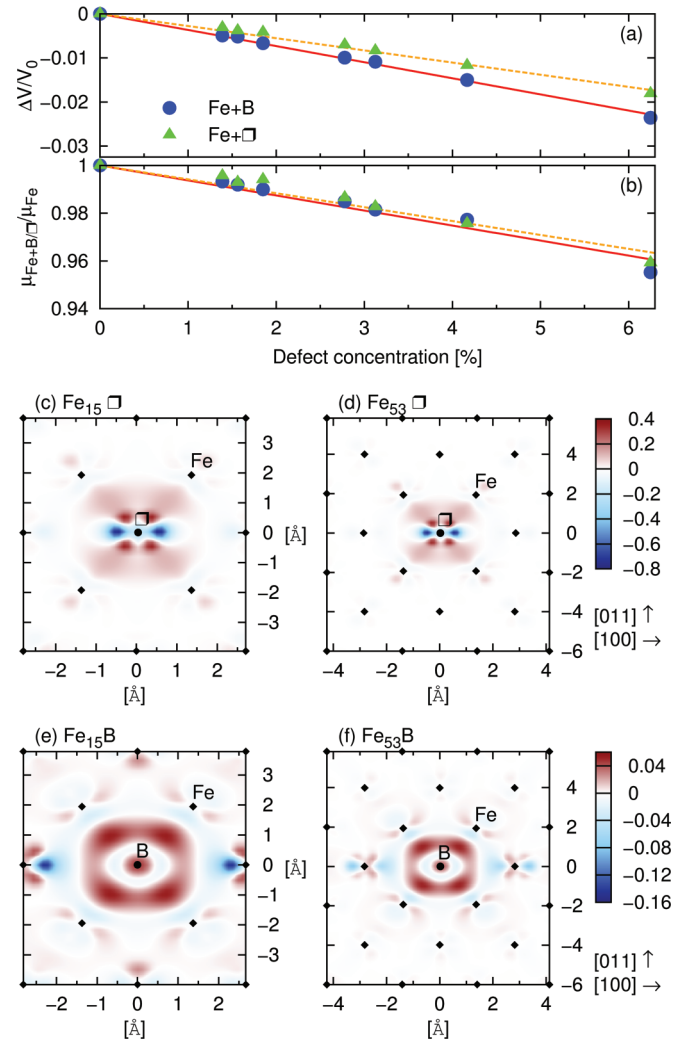 0
(a)
−0.01
ΔV/V0
−0.02
Fe+B
Fe+❒
−0.03
1
(b)
0.98
μFe+B/❒/μFe
0.96
0.94
0 1 2 3 4 5 6
Defect concentration [%]
(c) Fe15 ❒
(d) Fe53 ❒
Fe
❒
3
2
1
0 [Å]
−1
−2
−3
−2 −1 0 1 2
[Å]
Fe
❒
4
2
0
−2
−4
−6
−4 −2 0 2 4
[Å]
0.4
0.2
0
−0.2
−0.4
−0.6
−0.8
[011] ↑
[100] →
(e) Fe15B
(f) Fe53B
Fe
B
3
2
1
0 [Å]
−1
−2
−3
−2 −1 0 1 2
[Å]
Fe
B
4
2
0
−2
−4
−6
−4 −2 0 2 4
[Å]
0.04
0
−0.04
−0.08
−0.12
−0.16
[011] ↑
[100] →